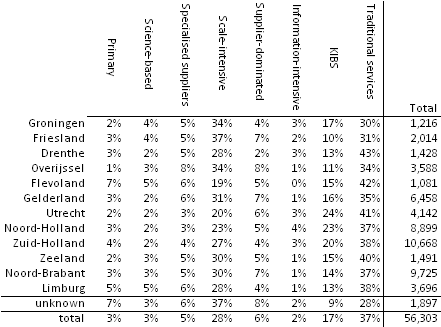 Primary
Science-based
Specialised suppliers
Scale-intensive
Supplier-dominated
Information-intensive
KIBS
Traditional services
Total
Groningen 2% 4% 5% 34% 4% 3% 17% 30% 1,216
Friesland 3% 4% 5% 37% 7% 2% 10% 31% 2,014
Drenthe 3% 2% 5% 28% 2% 3% 13% 43% 1,428
Overijssel 1% 3% 8% 34% 8% 1% 11% 34% 3,588
Flevoland 7% 5% 6% 19% 5% 0% 15% 42% 1,081
Gelderland 3% 2% 6% 31% 7% 1% 16% 35% 6,458
Utrecht 2% 2% 3% 20% 6% 3% 24% 41% 4,142
Noord-Holland 3% 2% 3% 23% 5% 4% 23% 37% 8,899
Zuid-Holland 4% 2% 4% 27% 4% 3% 20% 38% 10,668
Zeeland 2% 3% 5% 30% 5% 1% 15% 40% 1,491
Noord-Brabant 3% 3% 5% 30% 7% 1% 14% 37% 9,725
Limburg 5% 5% 6% 28% 4% 1% 13% 38% 3,696
unknown 7% 3% 6% 37% 8% 2% 9% 28% 1,897
total 3% 3% 5% 28% 6% 2% 17% 37% 56,303